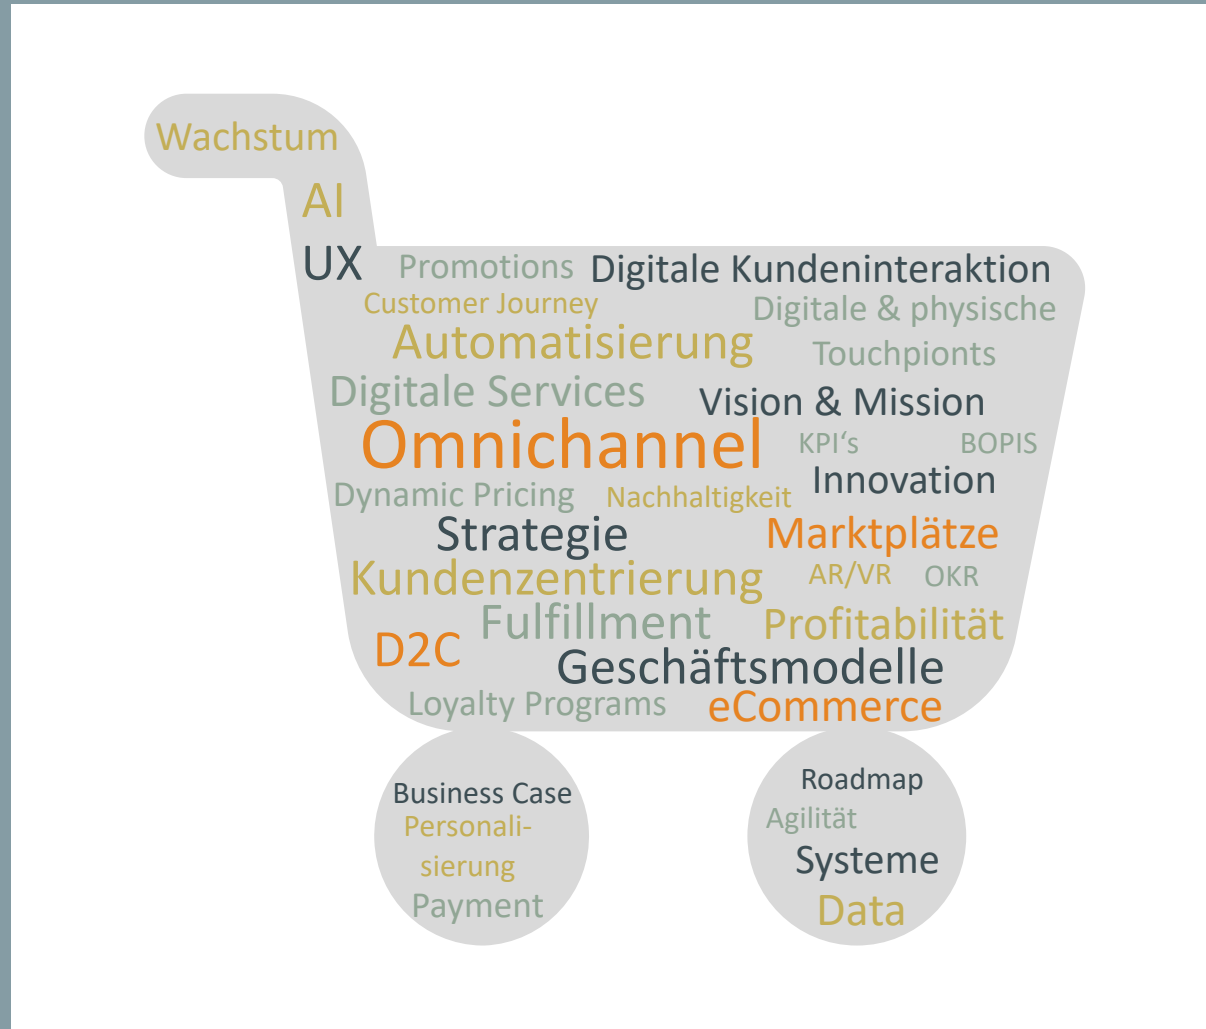 Wachstum
AI
UX
Promotions
Digitale Kundeninteraktion
Customer Journey
Digitale & physische
Touchpionts
Automatisierung
Digitale Services
Vision & Mission
Omnichannel
KPI‘s
BOPIS
Innovation
Dynamic Pricing
Nachhaltigkeit
Strategie
Marktplätze
Kundenzentrierung
AR/VR
OKR
Fulfillment
Profitabilität
D2C
Geschäftsmodelle
Loyalty Programs
eCommerce
Business Case
Personali-
sierung
Payment
Roadmap
Agilität
Systeme
Data